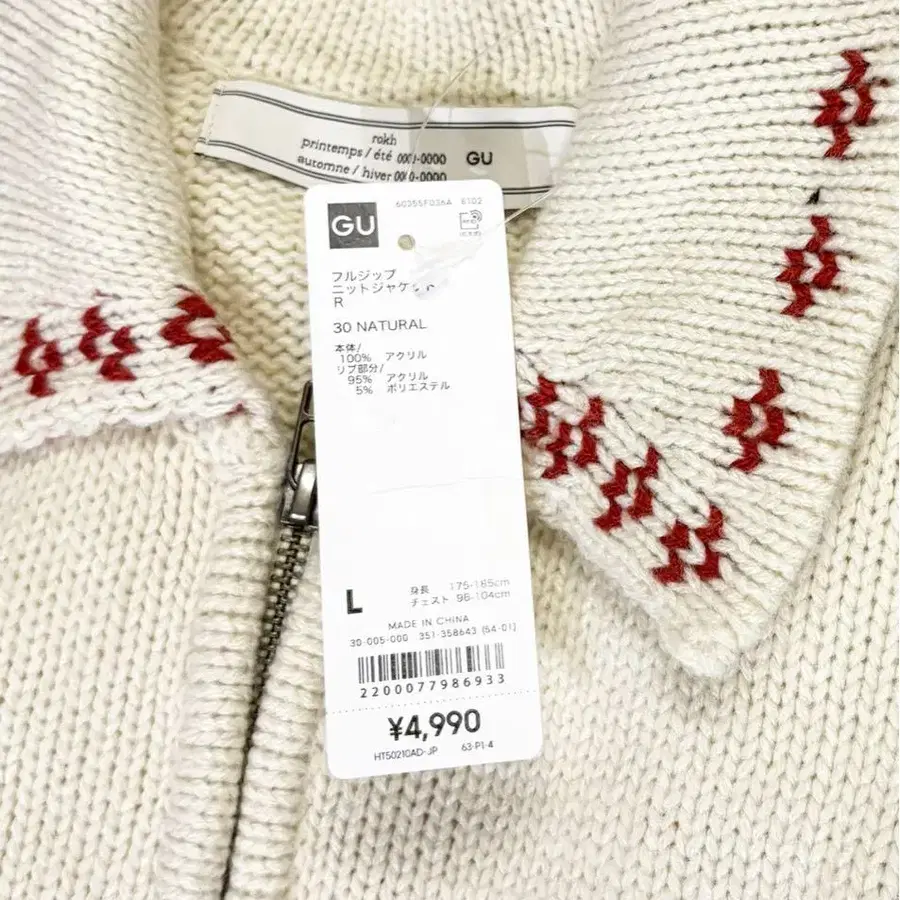 rokh
printemps / été 0000-0000 GU
automne / hiver 0000-0000
GU
60355F036A 6102
フルジップ
ニットジャケット
R
30 NATURAL
本体/
100% アクリル
リブ部分/
95% アクリル
5% ポリエステル
L
身長 175-185cm
チェスト 96-104cm
MADE IN CHINA
30-005-000 351-358643 (54-01)
2200077986933
¥4,990
HT50210AD-JP 63-P1-4